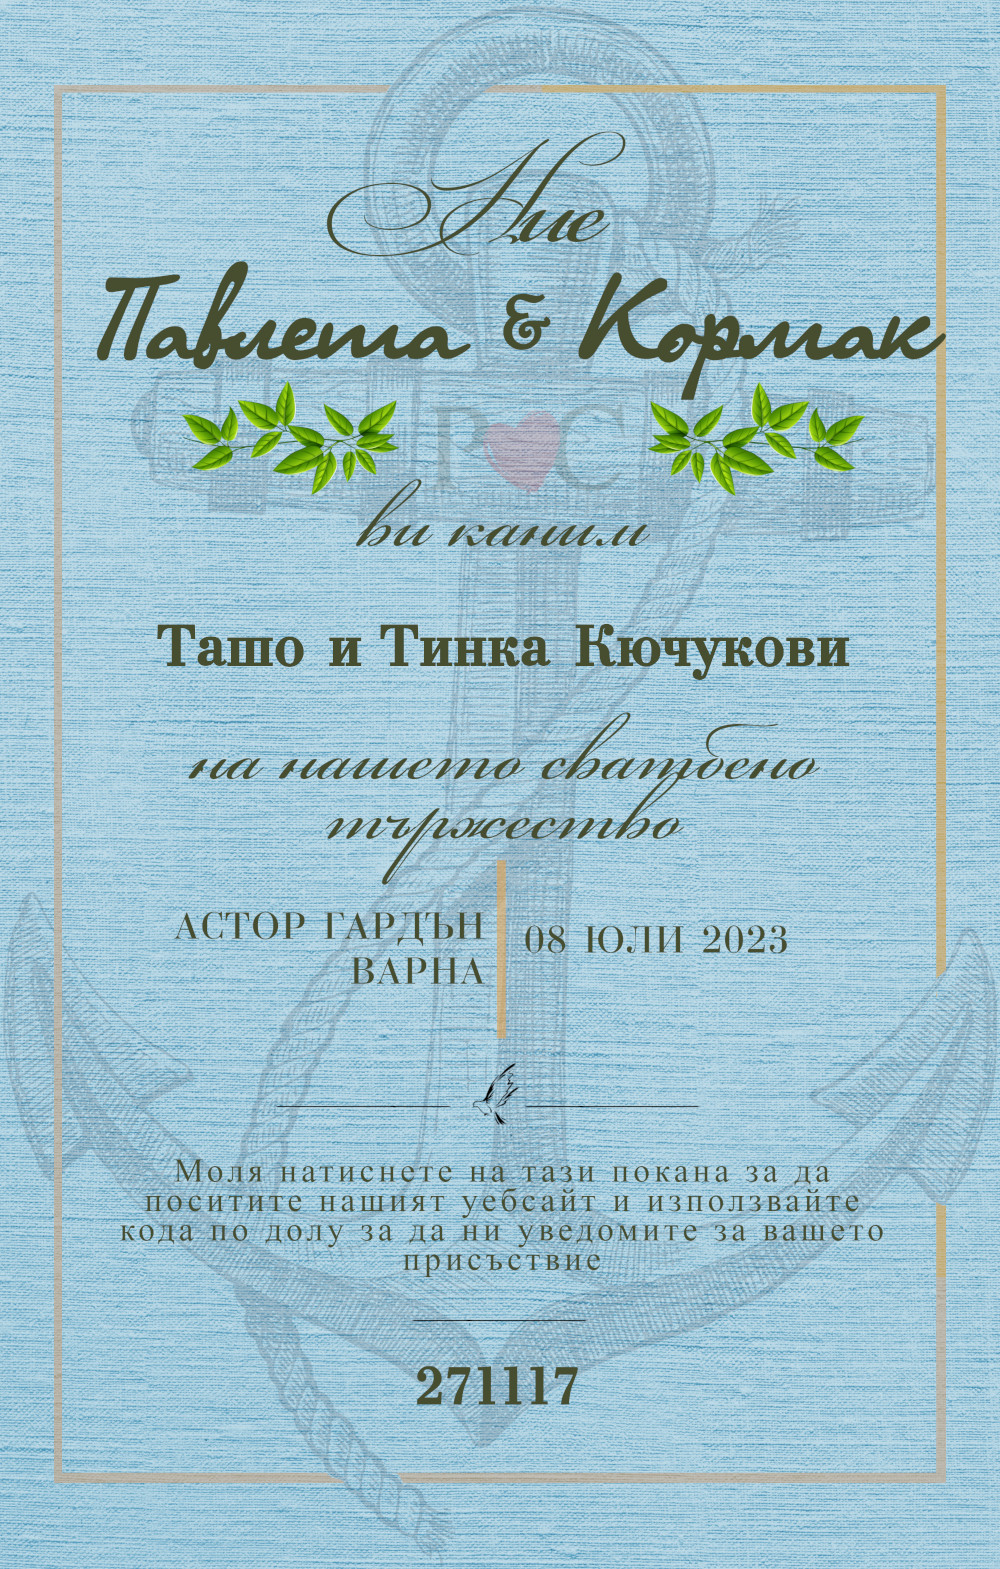 Ние
Павлета & Кормак
P C
ви каним
Ташо и Тинка Кючукови
на нашето сватбено
тържество
АСТОР ГАРДЪН
ВАРНА
08 ЮЛИ 2023
Моля натиснете на тази покана за да
поситите нашият уебсайт и използвайте
кода по долу за да ни уведомите за вашето
присъствие
271117